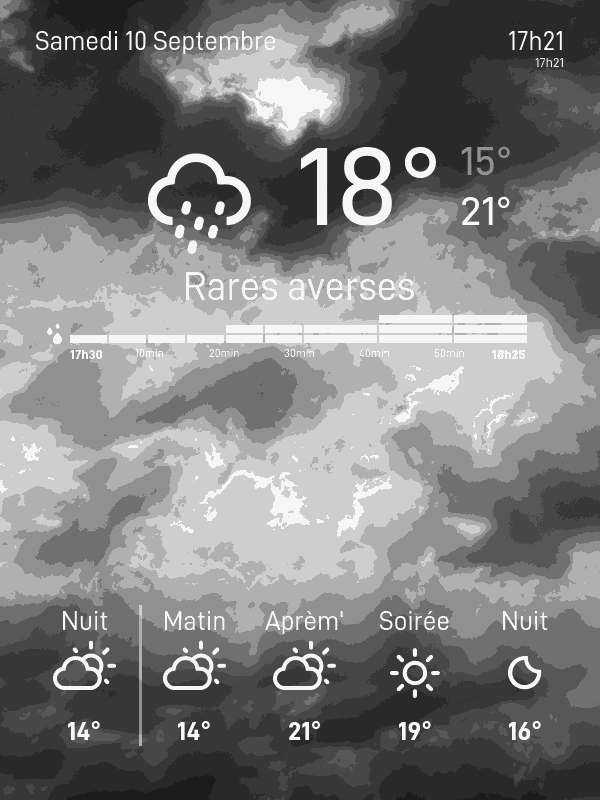 Samedi 10 Septembre 17h21
17h21
18° 15°
21°
Rares averses
17h30 10min 20min 30min 40min 50min 18h25
Nuit Matin Aprèm' Soirée Nuit
14° 14° 21° 19° 16°